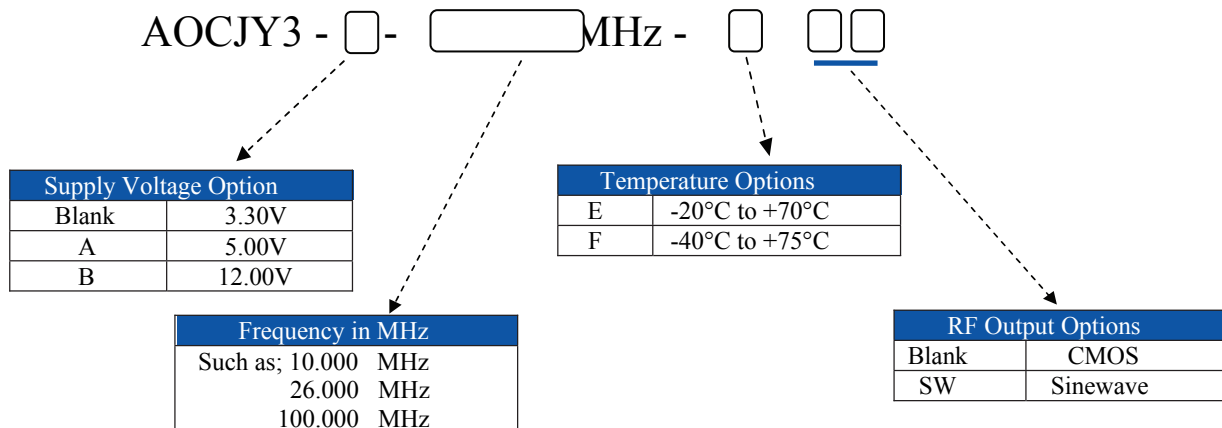 AOCJY3 - - MHz -
Supply Voltage Option
Blank 3.30V
A 5.00V
B 12.00V
Temperature Options
E -20°C to +70°C
F -40°C to +75°C
Frequency in MHz
Such as; 10.000 MHz
26.000 MHz
100.000 MHz
RF Output Options
Blank CMOS
SW Sinewave